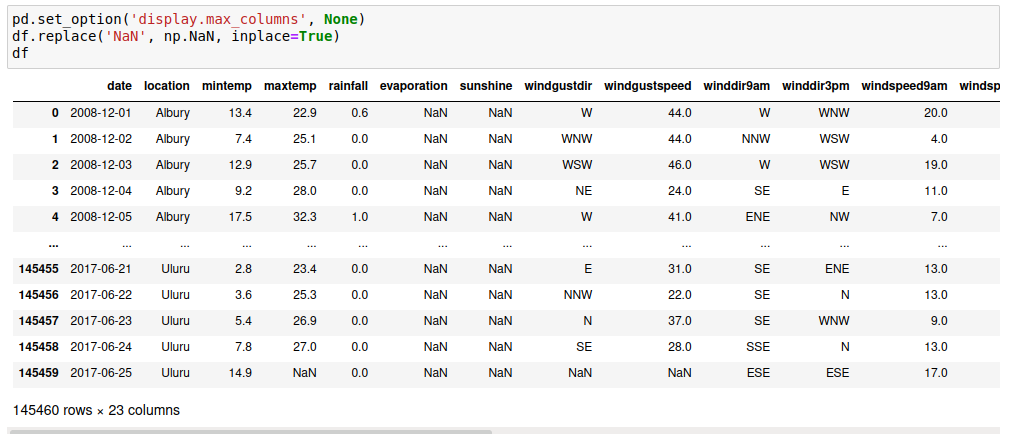 pd.set_option('display.max_columns', None)
df.replace('NaN', np.NaN, inplace=True)
df
date location mintemp maxtemp rainfall evaporation sunshine windgustdir windgustspeed winddir9am winddir3pm windspeed9am windsp
0 2008-12-01 Albury 13.4 22.9 0.6 NaN NaN W 44.0 W WNW 20.0
1 2008-12-02 Albury 7.4 25.1 0.0 NaN NaN WNW 44.0 NNW WSW 4.0
2 2008-12-03 Albury 12.9 25.7 0.0 NaN NaN WSW 46.0 W WSW 19.0
3 2008-12-04 Albury 9.2 28.0 0.0 NaN NaN NE 24.0 SE E 11.0
4 2008-12-05 Albury 17.5 32.3 1.0 NaN NaN W 41.0 ENE NW 7.0
... ... ... ... ... ... ... ... ... ... ... ... ...
145455 2017-06-21 Uluru 2.8 23.4 0.0 NaN NaN E 31.0 SE ENE 13.0
145456 2017-06-22 Uluru 3.6 25.3 0.0 NaN NaN NNW 22.0 SE N 13.0
145457 2017-06-23 Uluru 5.4 26.9 0.0 NaN NaN N 37.0 SE WNW 9.0
145458 2017-06-24 Uluru 7.8 27.0 0.0 NaN NaN SE 28.0 SSE N 13.0
145459 2017-06-25 Uluru 14.9 NaN 0.0 NaN NaN NaN NaN ESE ESE 17.0
145460 rows × 23 columns